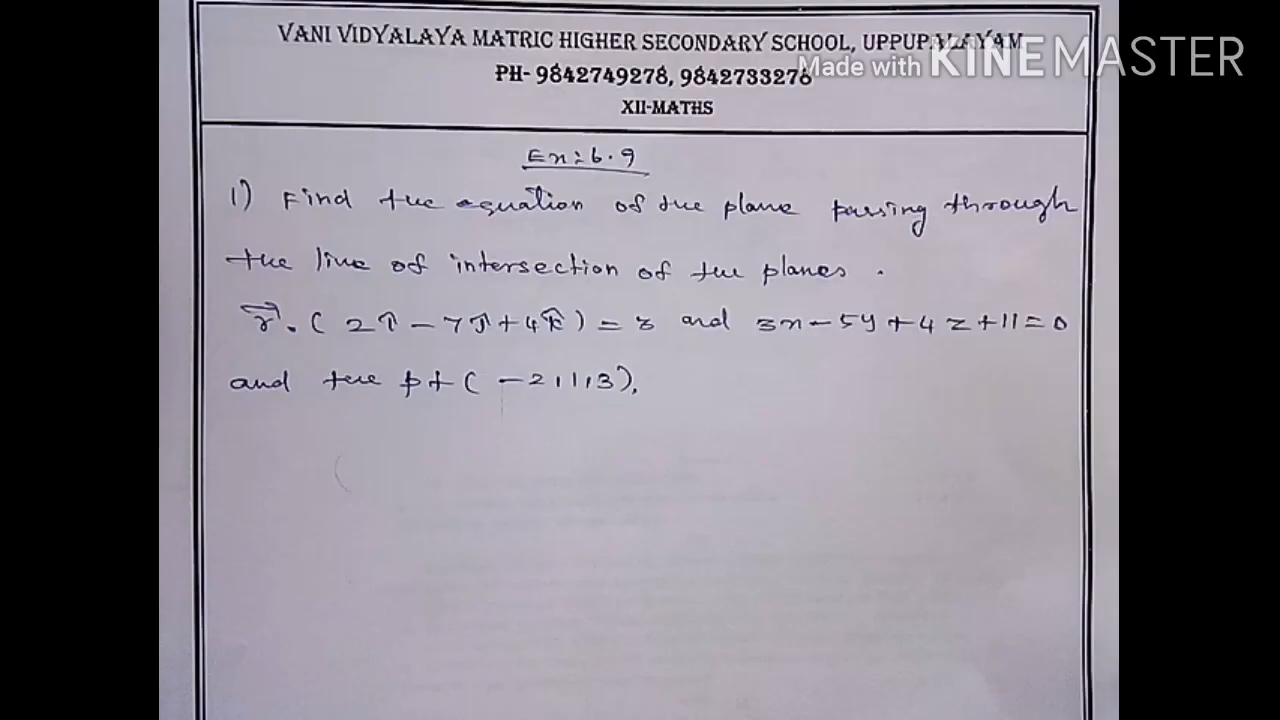 VANI VIDYALAYA MATRIC HIGHER SECONDARY SCHOOL, UPPUPALAYAM
Made with KINEMASTER
PH- 9842749278, 9842733278
XII-MATHS
Ex: 6.9
1) Find the equation of the plane passing through
the line of intersection of the planes.
r⃗.(2î-7ĵ+4k̂)=3 and 3x-5y+4z+11=0
and the pt(-2,1,3).